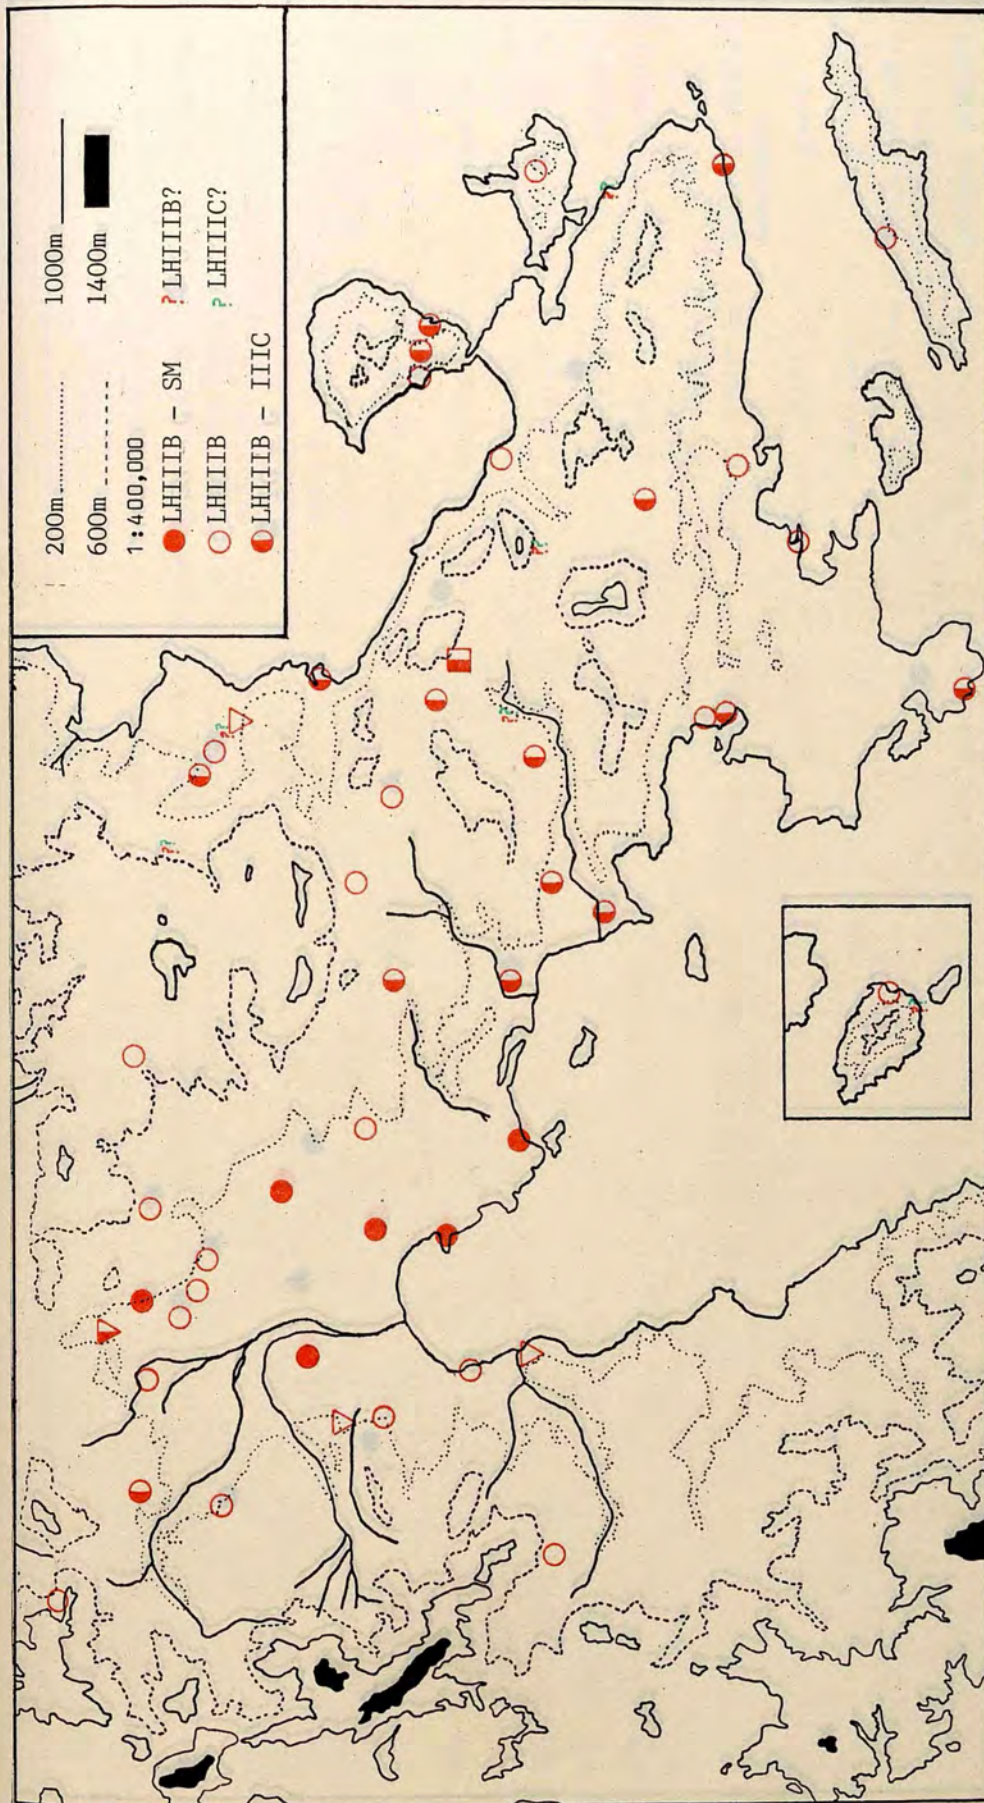 200m 1000m
600m 1400m
1:400,000
LHIIIB – SM ? LHIIIB?
LHIIIB ? LHIIIC?
LHIIIB – IIIC
??
??
??
??
??
??